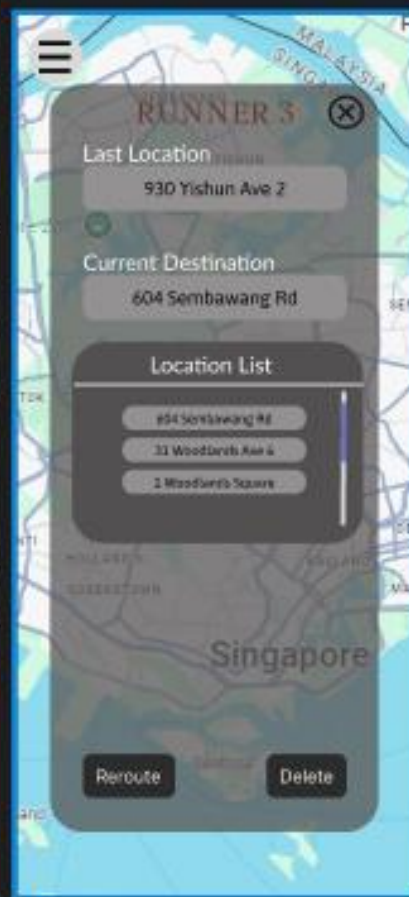 MALAYSIA
SINGA
RUNNER 3
Last Location
YISHUN
930 Yishun Ave 2
Current Destination
604 Sembawang Rd
Location List
604 Sembawang Rd
31 Woodlands Ave 6
1 Woodlands Square
Singapore
Reroute
Delete